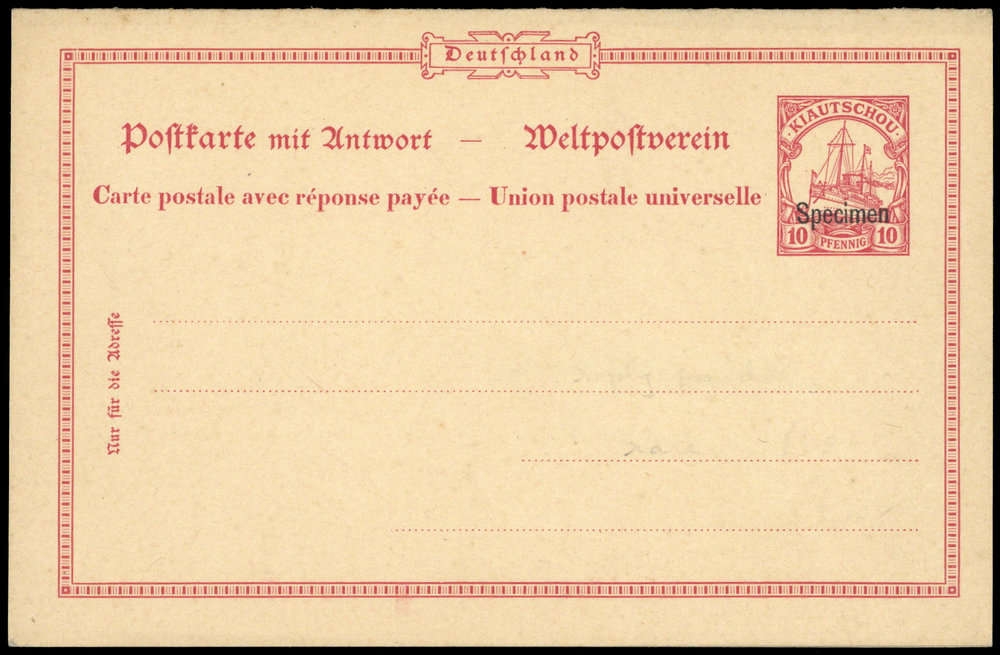 Deutschland
Postkarte mit Antwort — Weltpostverein
Carte postale avec réponse payée — Union postale universelle
KIAUTSCHOU
Specimen
10 PFENNIG 10
Nur für die Adresse